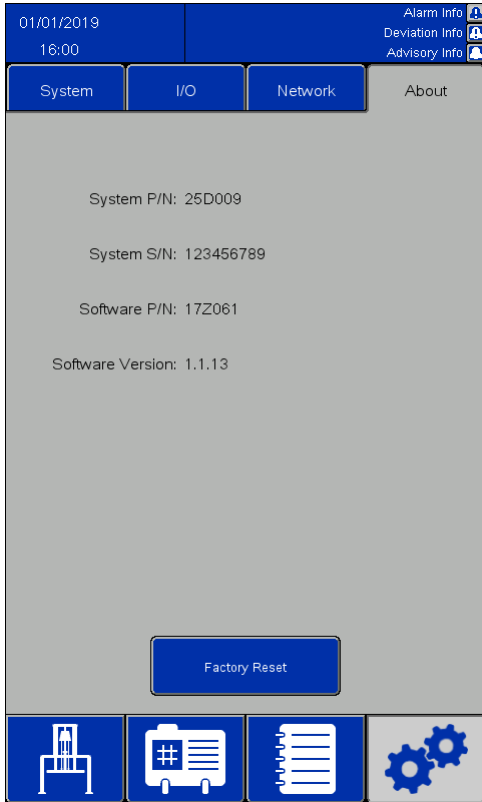 01/01/2019
16:00
Alarm Info
Deviation Info
Advisory Info
System
I/O
Network
About
System P/N: 25D009
System S/N: 123456789
Software P/N: 17Z061
Software Version: 1.1.13
Factory Reset
#